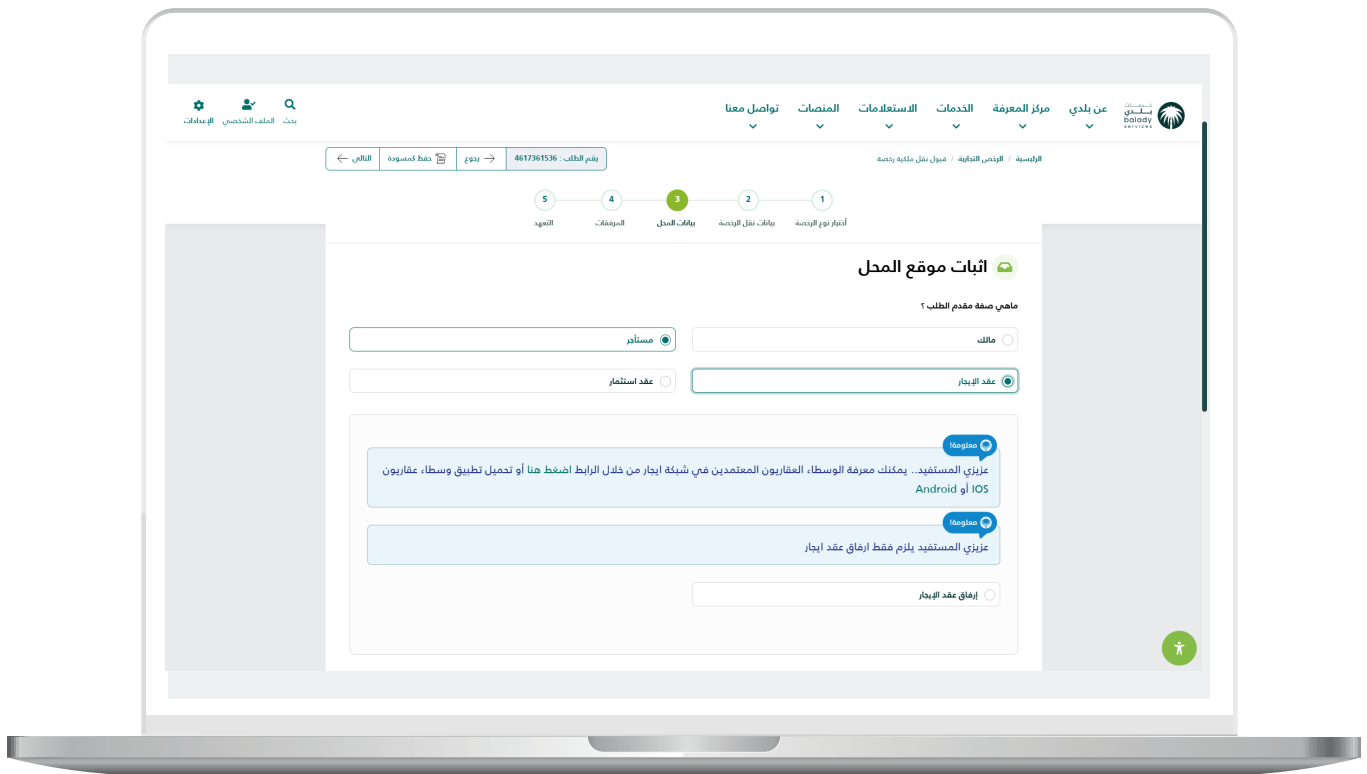 خدمات
بلدي
balady
services
عن بلدي
مركز المعرفة
الخدمات
الاستعلامات
المنصات
تواصل معنا
بحث
الملف الشخصي
الإعدادات
الرئيسية / الرخص التجارية / قبول نقل ملكية رخصة
رقم الطلب : 4617361536
رجوع
حفظ كمسودة
التالي
1
2
3
4
5
أختيار نوع الرخصة
بيانات نقل الرخصة
بيانات المحل
المرفقات
التعهد
اثبات موقع المحل
ماهي صفة مقدم الطلب ؟
مالك
مستأجر
عقد الإيجار
عقد استثمار
معلومة!
عزيزي المستفيد.. يمكنك معرفة الوسطاء العقاريون المعتمدين في شبكة ايجار من خلال الرابط اضغط هنا أو تحميل تطبيق وسطاء عقاريون
IOS أو Android
معلومة!
عزيزي المستفيد يلزم فقط ارفاق عقد ايجار
إرفاق عقد الإيجار